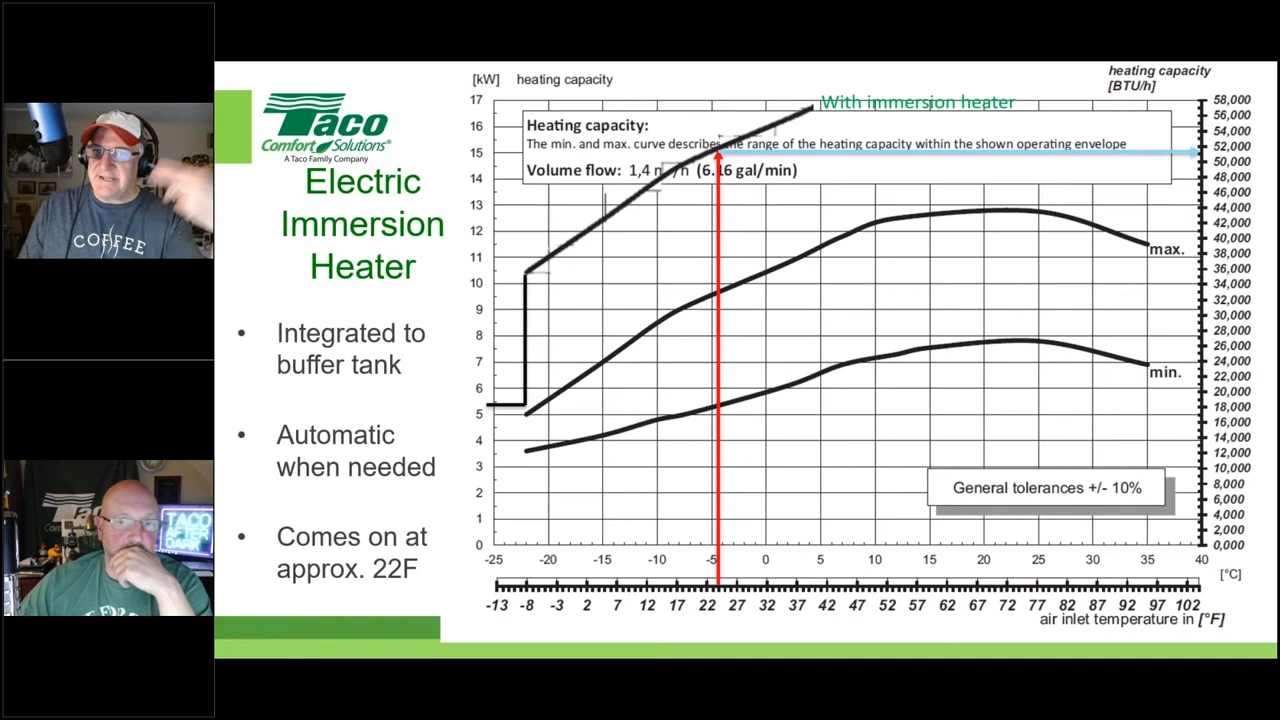 Taco
Comfort Solutions®
A Taco Family Company
Electric
Immersion
Heater
• Integrated to
buffer tank
• Automatic
when needed
• Comes on at
approx. 22F
[kW] heating capacity
heating capacity
[BTU/h]
With immersion heater
Heating capacity:
The min. and max. curve describes the range of the heating capacity within the shown operating envelope
Volume flow: 1,4 m³/h (6.16 gal/min)
17
16
15
14
13
12
11
10
9
8
7
6
5
4
3
2
1
0
58,000
56,000
54,000
52,000
50,000
48,000
46,000
44,000
42,000
40,000
38,000
36,000
34,000
32,000
30,000
28,000
26,000
24,000
22,000
20,000
18,000
16,000
14,000
12,000
10,000
8,000
6,000
4,000
2,000
0,000
max.
min.
General tolerances +/- 10%
-25 -20 -15 -10 -5 0 5 10 15 20 25 30 35 40
[°C]
-13 -8 -3 2 7 12 17 22 27 32 37 42 47 52 57 62 67 72 77 82 87 92 97 102
air inlet temperature in [°F]
COFFEE
Taco
TACO
AFTER
DARK